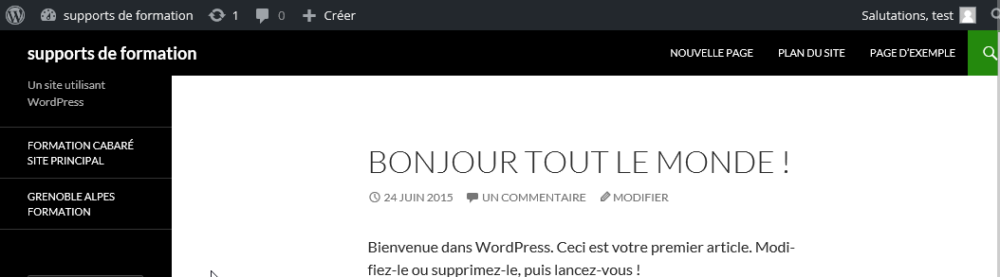 supports de formation 1 0 Créer Salutations, test
supports de formation NOUVELLE PAGE PLAN DU SITE PAGE D'EXEMPLE
Un site utilisant
WordPress
FORMATION CABARÉ
SITE PRINCIPAL
GRENOBLE ALPES
FORMATION
BONJOUR TOUT LE MONDE !
24 JUIN 2015 UN COMMENTAIRE MODIFIER
Bienvenue dans WordPress. Ceci est votre premier article. Modi-
fiez-le ou supprimez-le, puis lancez-vous !